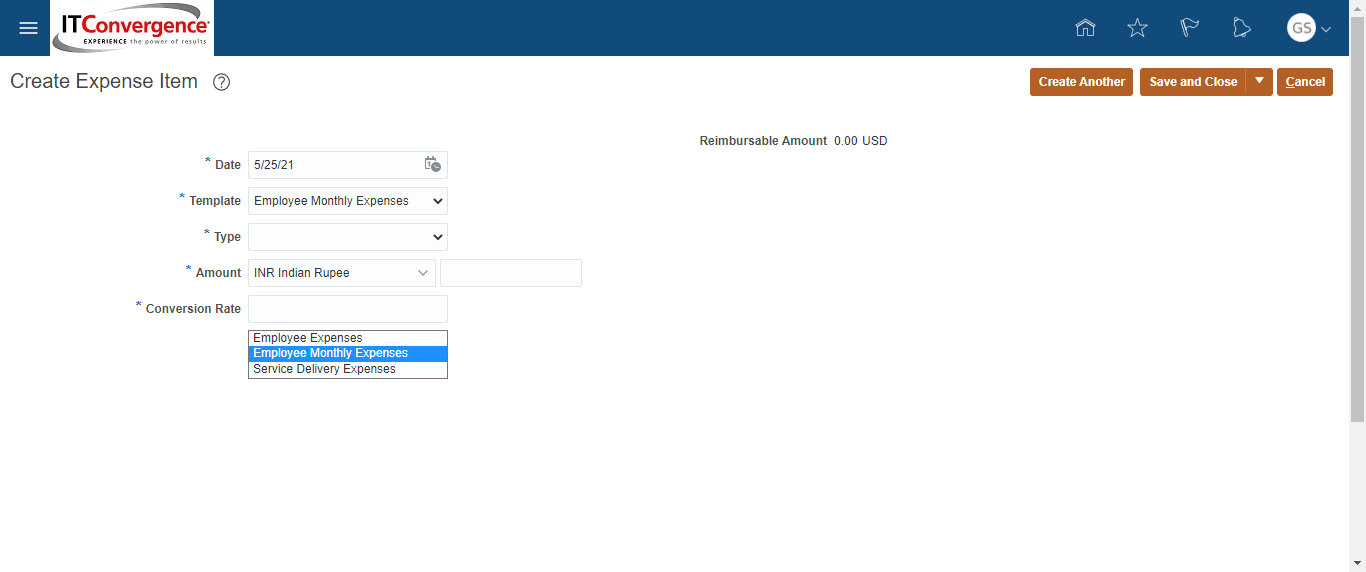 ITConvergence
EXPERIENCE the power of results
GS
Create Expense Item ?
Create Another
Save and Close
Cancel
Reimbursable Amount 0.00 USD
* Date 5/25/21
* Template Employee Monthly Expenses
* Type
* Amount INR Indian Rupee
* Conversion Rate
Employee Expenses
Employee Monthly Expenses
Service Delivery Expenses